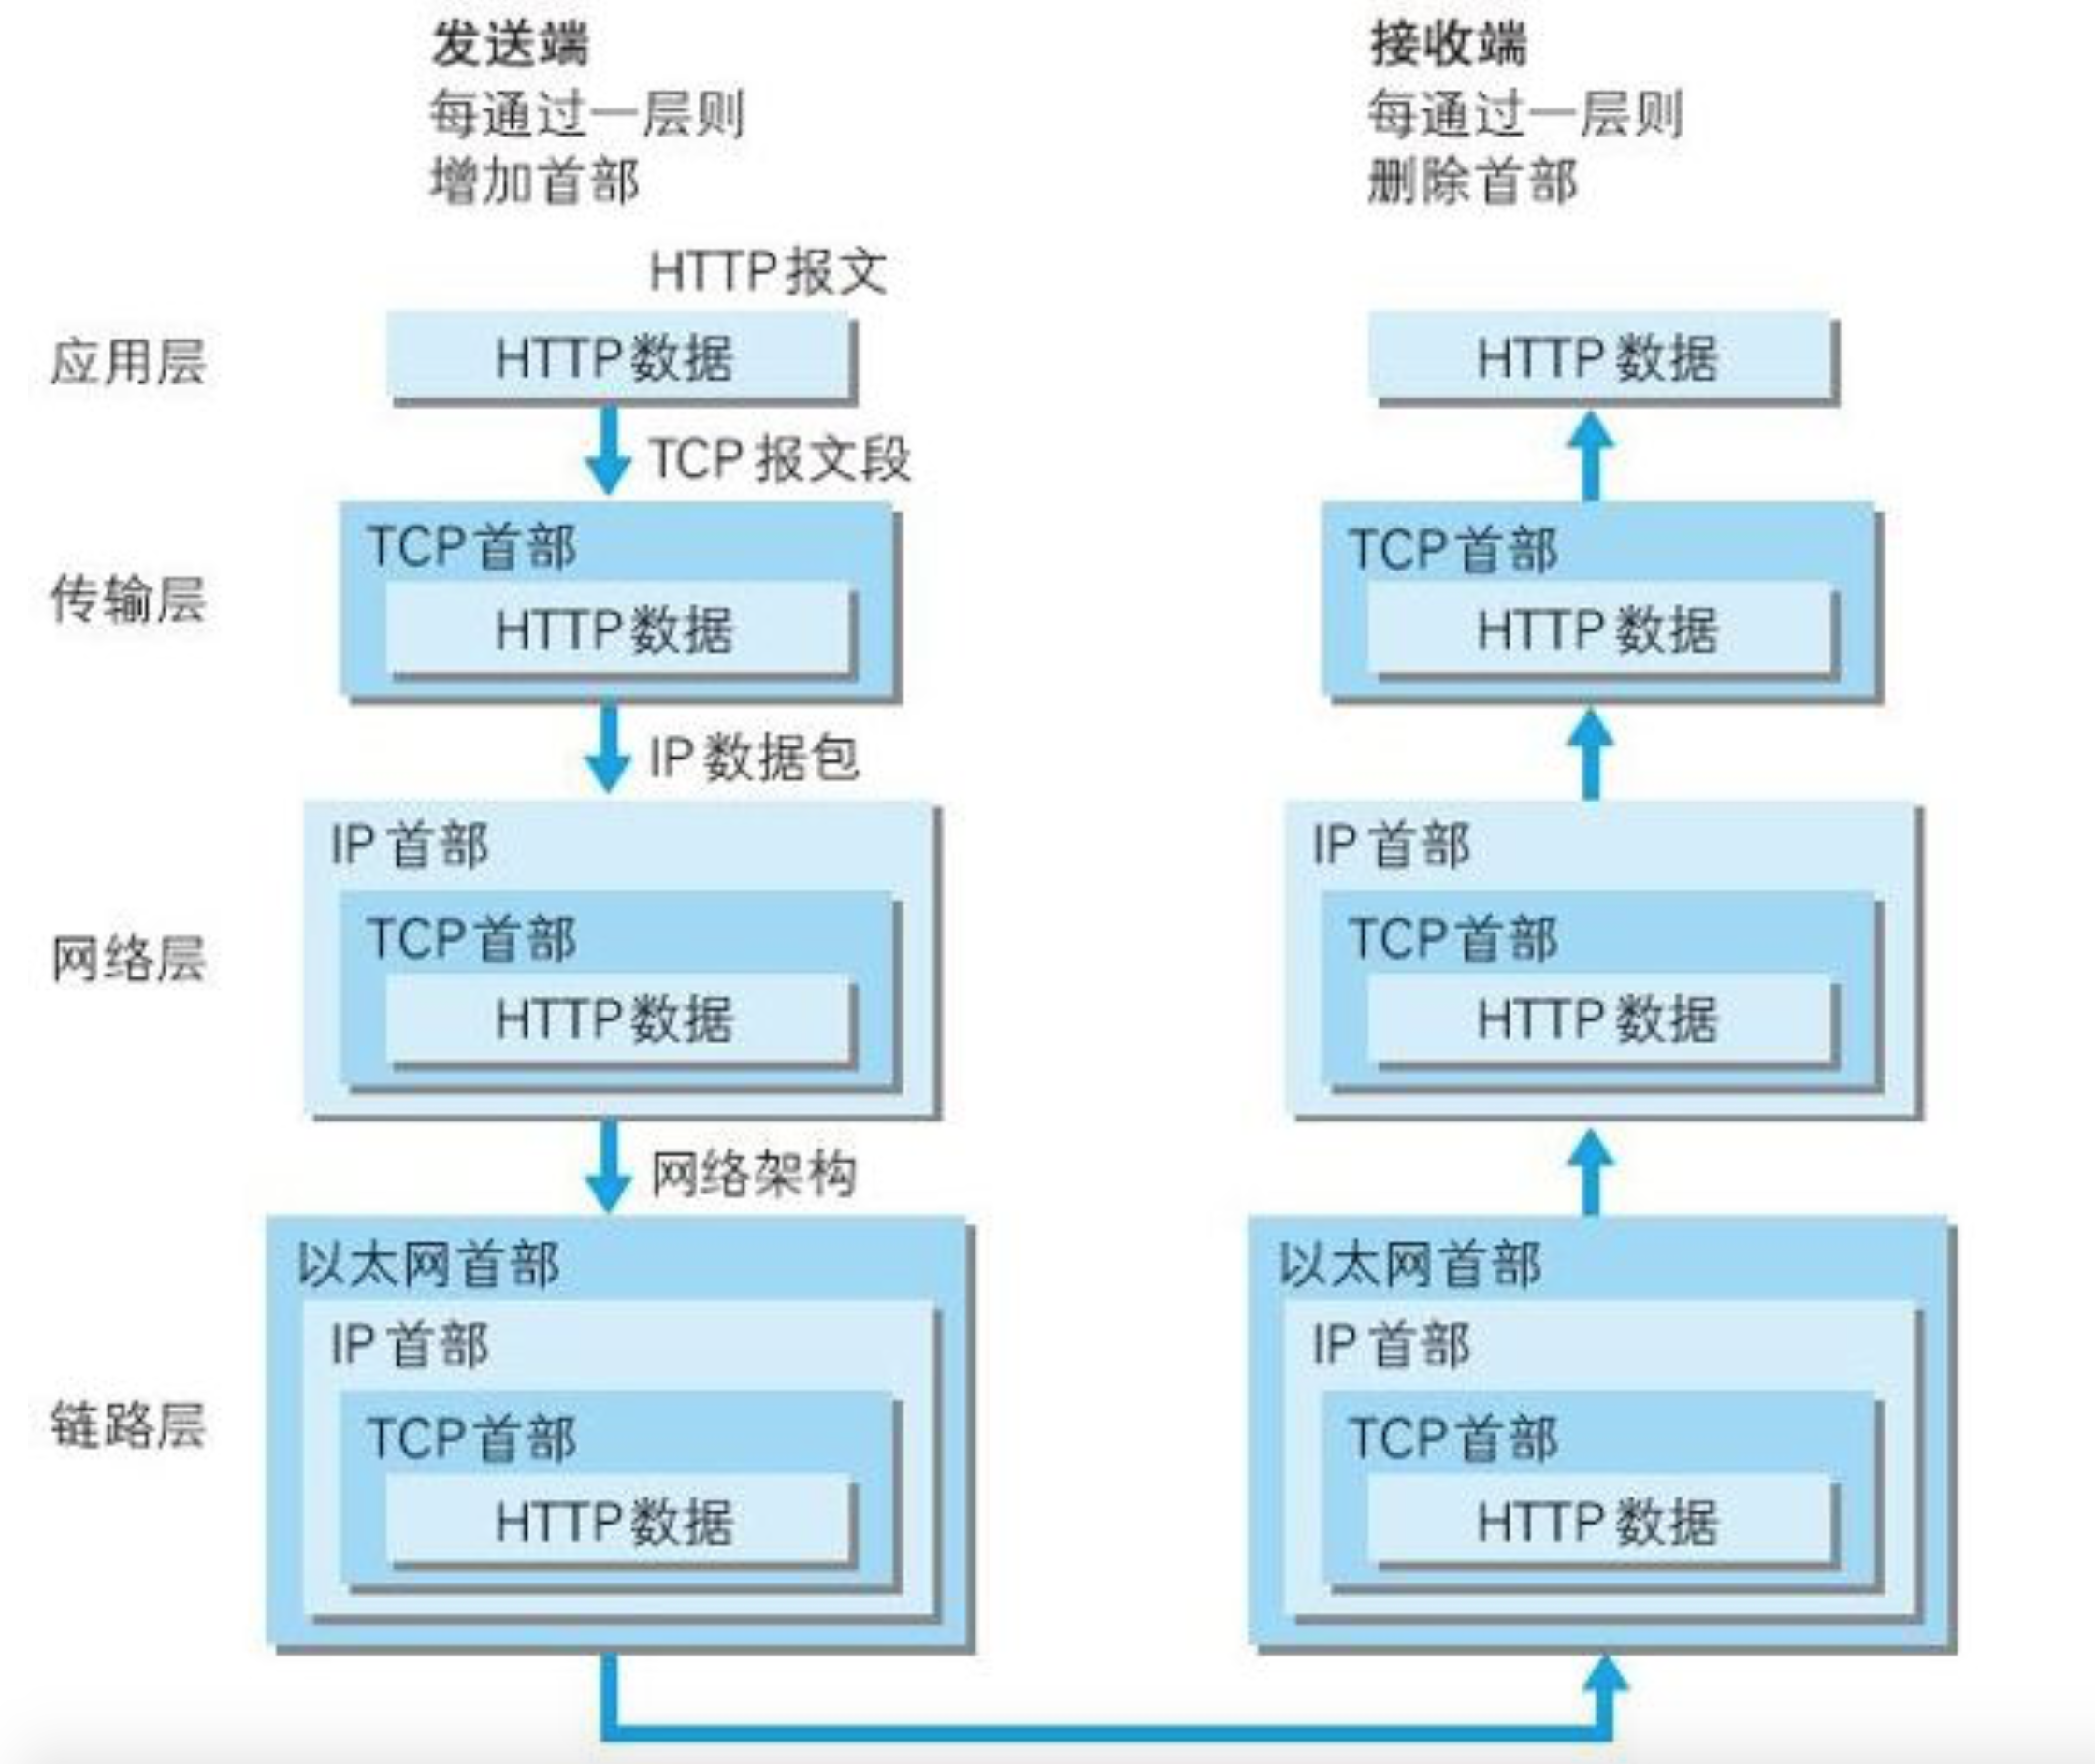 发送端
每通过一层则
增加首部
接收端
每通过一层则
删除首部
HTTP报文
应用层
HTTP数据
HTTP数据
TCP报文段
传输层
TCP首部
HTTP数据
TCP首部
HTTP数据
IP数据包
网络层
IP首部
TCP首部
HTTP数据
IP首部
TCP首部
HTTP数据
网络架构
链路层
以太网首部
IP首部
TCP首部
HTTP数据
以太网首部
IP首部
TCP首部
HTTP数据